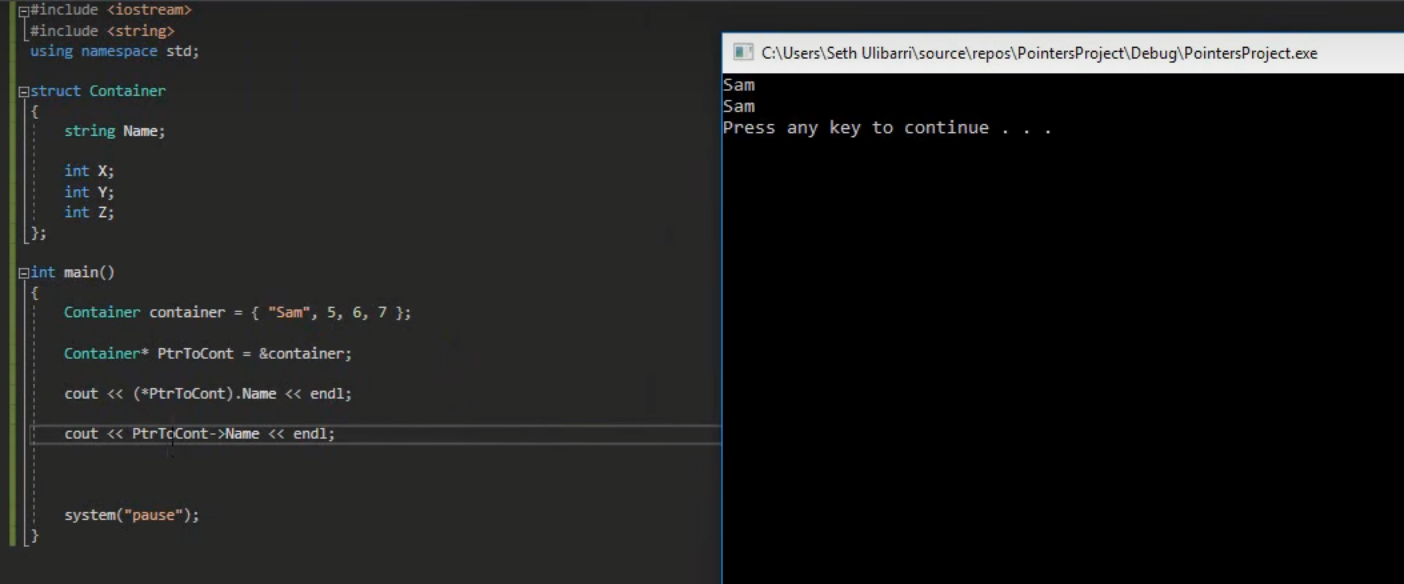 #include <iostream>
#include <string>
using namespace std;
struct Container
{
string Name;
int X;
int Y;
int Z;
};
int main()
{
Container container = { "Sam", 5, 6, 7 };
Container* PtrToCont = &container;
cout << (*PtrToCont).Name << endl;
cout << PtrToCont->Name << endl;
system("pause");
}
C:\Users\Seth Ulibarri\source\repos\PointersProject\Debug\PointersProject.exe
Sam
Sam
Press any key to continue . . .